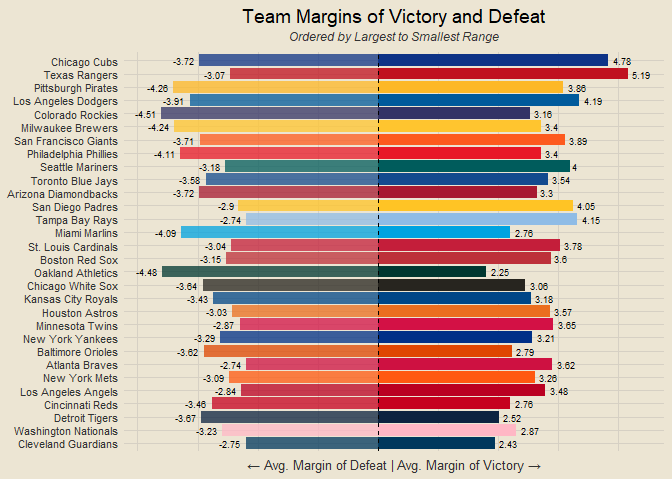 Team Margins of Victory and Defeat
Ordered by Largest to Smallest Range
Chicago Cubs -3.72 4.78
Texas Rangers -3.07 5.19
Pittsburgh Pirates -4.26 3.86
Los Angeles Dodgers -3.91 4.19
Colorado Rockies -4.51 3.16
Milwaukee Brewers -4.24 3.4
San Francisco Giants -3.71 3.89
Philadelphia Phillies -4.11 3.4
Seattle Mariners -3.18 4
Toronto Blue Jays -3.58 3.54
Arizona Diamondbacks -3.72 3.3
San Diego Padres -2.9 4.05
Tampa Bay Rays -2.74 4.15
Miami Marlins -4.09 2.76
St. Louis Cardinals -3.04 3.78
Boston Red Sox -3.15 3.6
Oakland Athletics -4.48 2.25
Chicago White Sox -3.64 3.06
Kansas City Royals -3.43 3.18
Houston Astros -3.03 3.57
Minnesota Twins -2.87 3.65
New York Yankees -3.29 3.21
Baltimore Orioles -3.62 2.79
Atlanta Braves -2.74 3.62
New York Mets -3.09 3.26
Los Angeles Angels -2.84 3.48
Cincinnati Reds -3.46 2.76
Detroit Tigers -3.67 2.52
Washington Nationals -3.23 2.87
Cleveland Guardians -2.75 2.43
← Avg. Margin of Defeat | Avg. Margin of Victory →